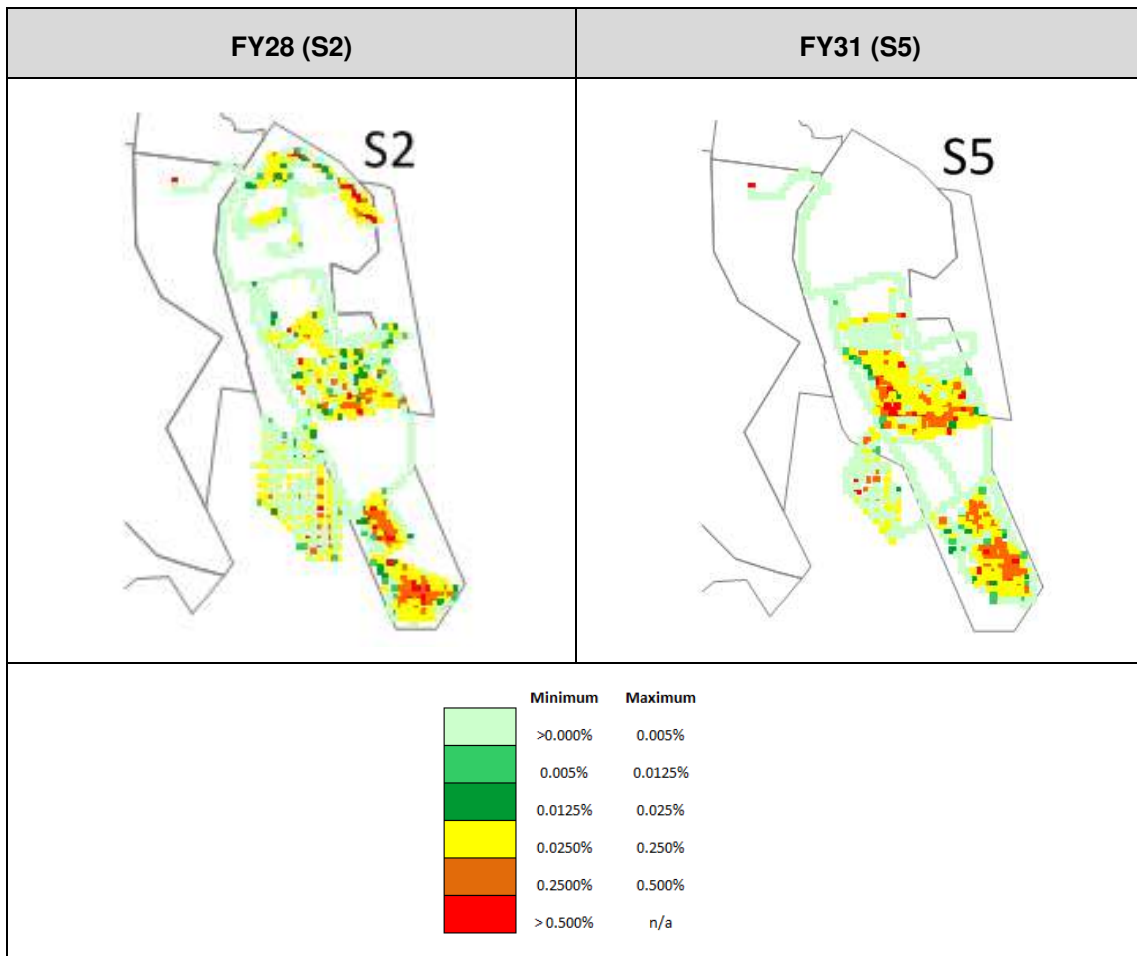 FY28 (S2) FY31 (S5)
S2 S5
Minimum Maximum
>0.000% 0.005%
0.005% 0.0125%
0.0125% 0.025%
0.0250% 0.250%
0.2500% 0.500%
> 0.500% n/a